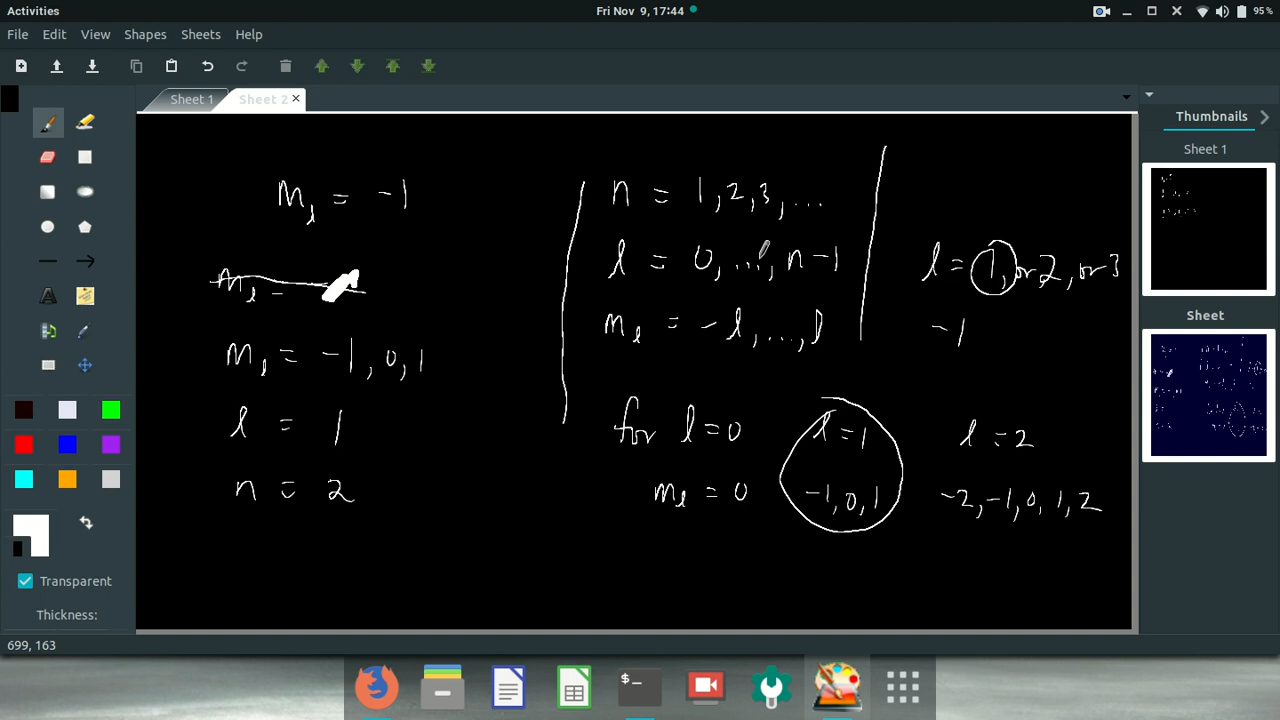 Activities
Fri Nov 9, 17:44
95%
File Edit View Shapes Sheets Help
Sheet 1
Sheet 2
Thumbnails
Sheet 1
Sheet
mₗ = -1
mₗ =
mₗ = -1, 0, 1
l = 1
n = 2
n = 1, 2, 3, ...
l = 0, ..., n-1
mₗ = -l, ..., l
l = 1, or 2, or 3
-1
for l=0 l=1 l=2
mₗ = 0 -1, 0, 1 -2, -1, 0, 1, 2
Transparent
Thickness:
699, 163
$_